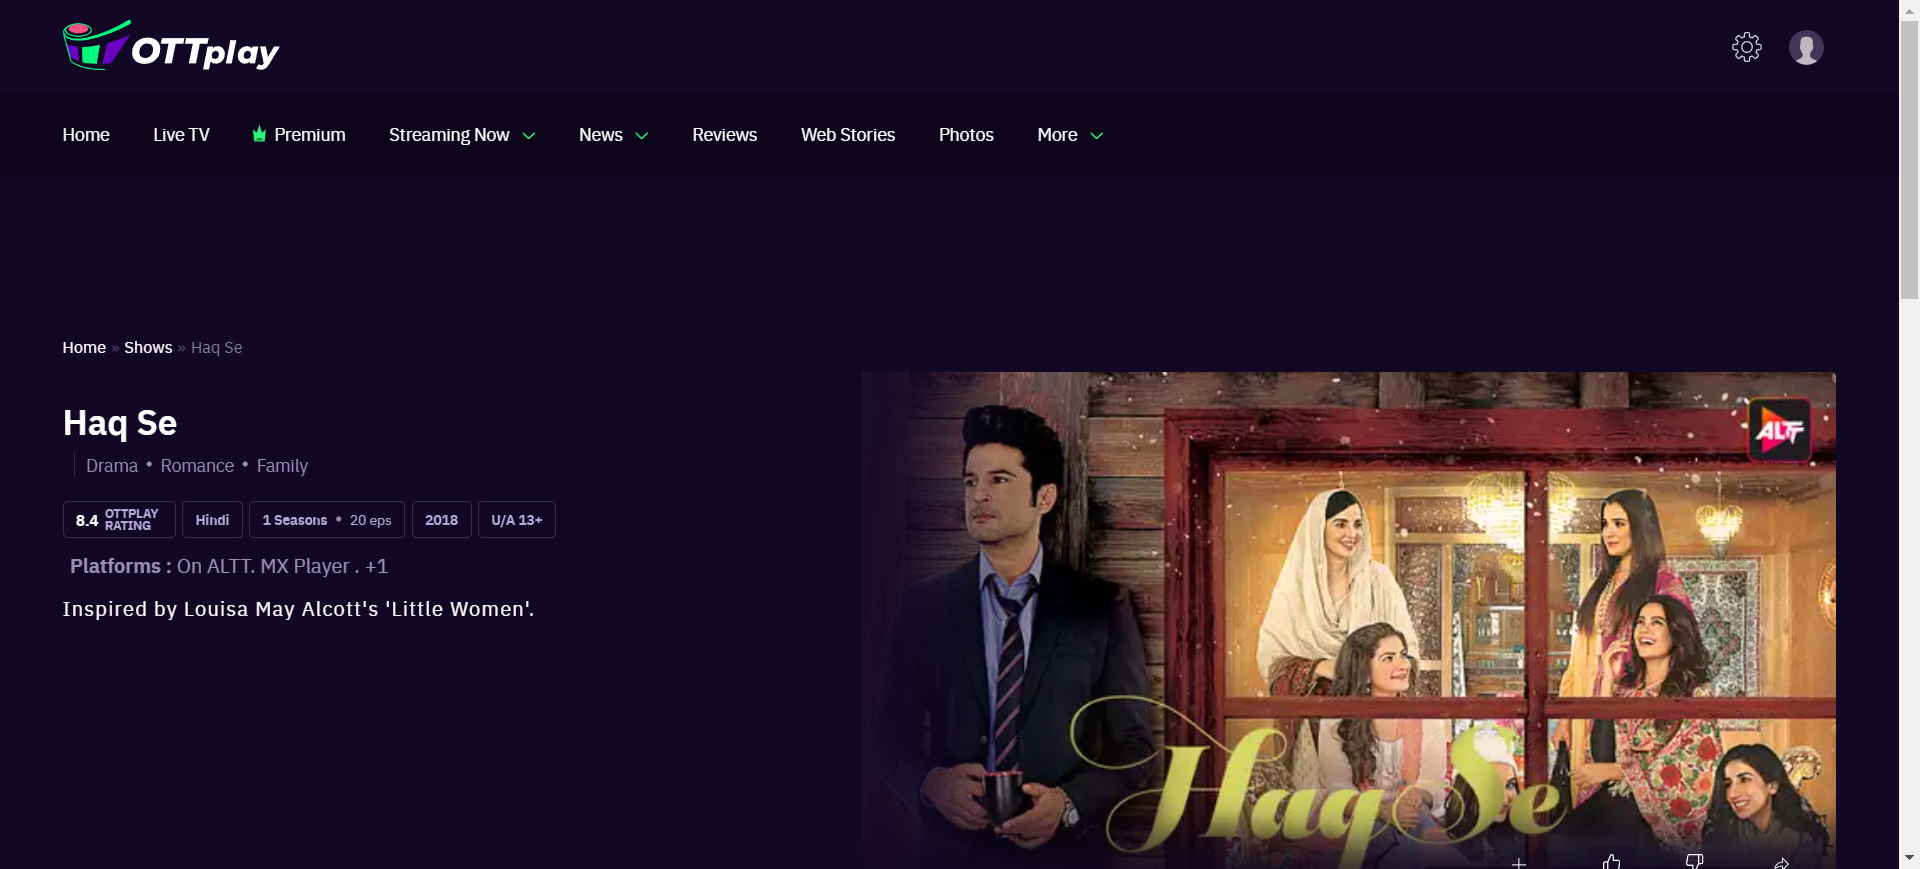 OTTplay
Home Live TV Premium Streaming Now News Reviews Web Stories Photos More
Home » Shows » Haq Se
Haq Se
Drama • Romance • Family
8.4 OTTPLAY RATING Hindi 1 Seasons • 20 eps 2018 U/A 13+
Platforms : On ALTT. MX Player . +1
Inspired by Louisa May Alcott's 'Little Women'.
ALTT
Haq Se